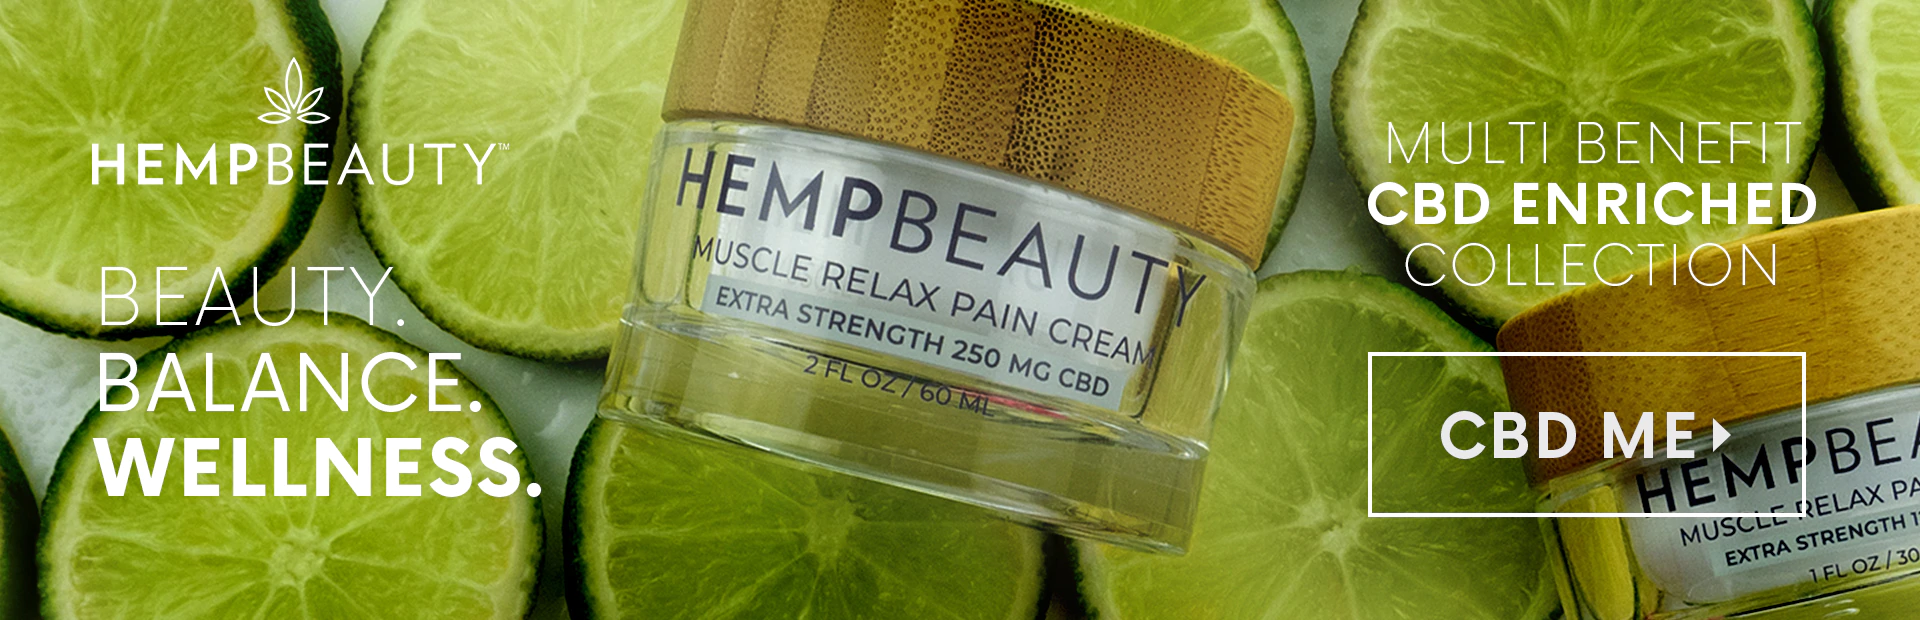 HEMPBEAUTY™
BEAUTY.
BALANCE.
WELLNESS.
HEMPBEAUTY
MUSCLE RELAX PAIN CREAM
EXTRA STRENGTH 250 MG CBD
2 FL OZ / 60 ML
MULTI BENEFIT
CBD ENRICHED
COLLECTION
CBD ME
HEMPBEA
MUSCLE RELAX PA
EXTRA STRENGTH
1 FL OZ / 30